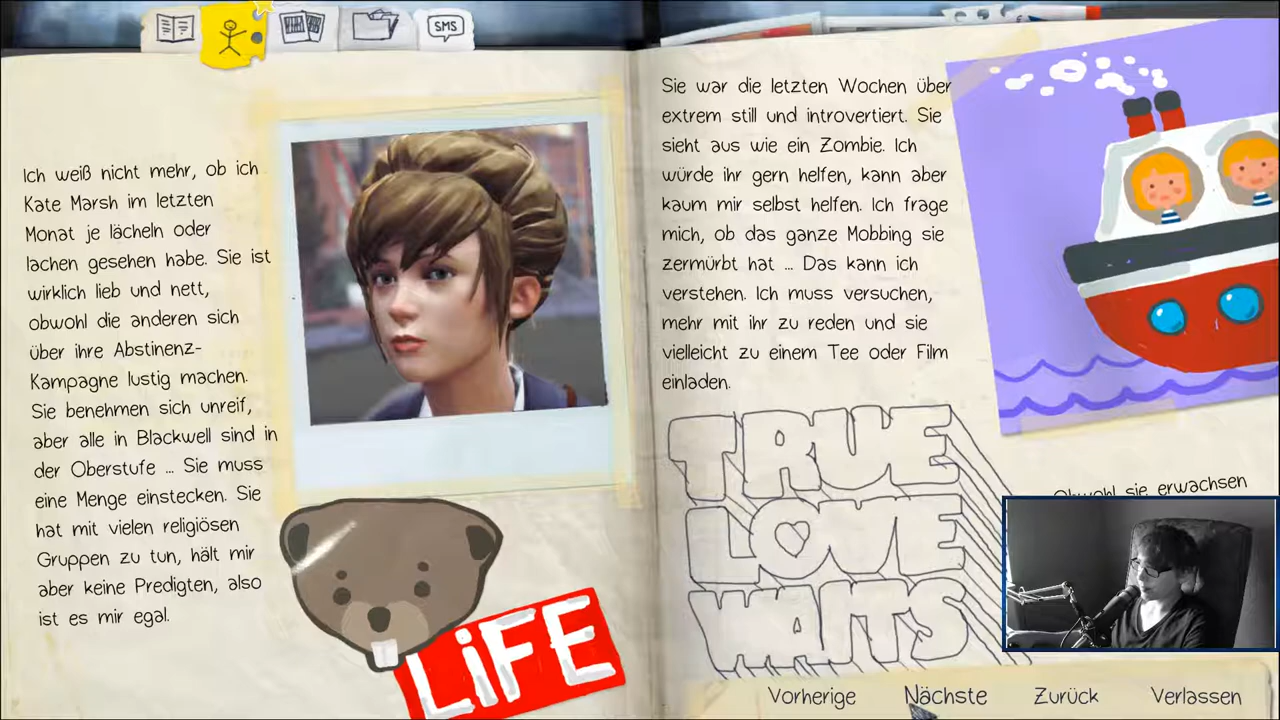 SMS
Ich weiß nicht mehr, ob ich
Kate Marsh im letzten
Monat je lächeln oder
lachen gesehen habe. Sie ist
wirklich lieb und nett,
obwohl die anderen sich
über ihre Abstinenz-
Kampagne lustig machen.
Sie benehmen sich unreif,
aber alle in Blackwell sind in
der Oberstufe ... Sie muss
eine Menge einstecken. Sie
hat mit vielen religiösen
Gruppen zu tun, hält mir
aber keine Predigten, also
ist es mir egal.
LiFE
Sie war die letzten Wochen über
extrem still und introvertiert. Sie
sieht aus wie ein Zombie. Ich
würde ihr gern helfen, kann aber
kaum mir selbst helfen. Ich frage
mich, ob das ganze Mobbing sie
zermürbt hat ... Das kann ich
verstehen. Ich muss versuchen,
mehr mit ihr zu reden und sie
vielleicht zu einem Tee oder Film
einladen.
TRUE
LOVE
WAITS
Obwohl sie erwachsen
Vorherige Nächste Zurück Verlassen